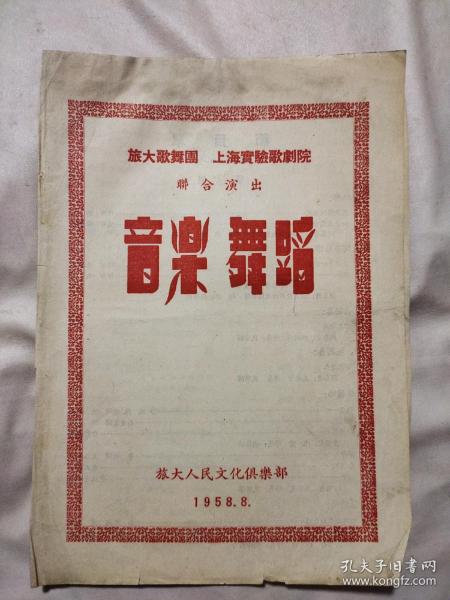 旅大歌舞團 上海實驗歌劇院
聯合演出
音樂 舞蹈
旅大人民文化俱樂部
1958.8.
孔夫子旧书网
www.kongfz.com